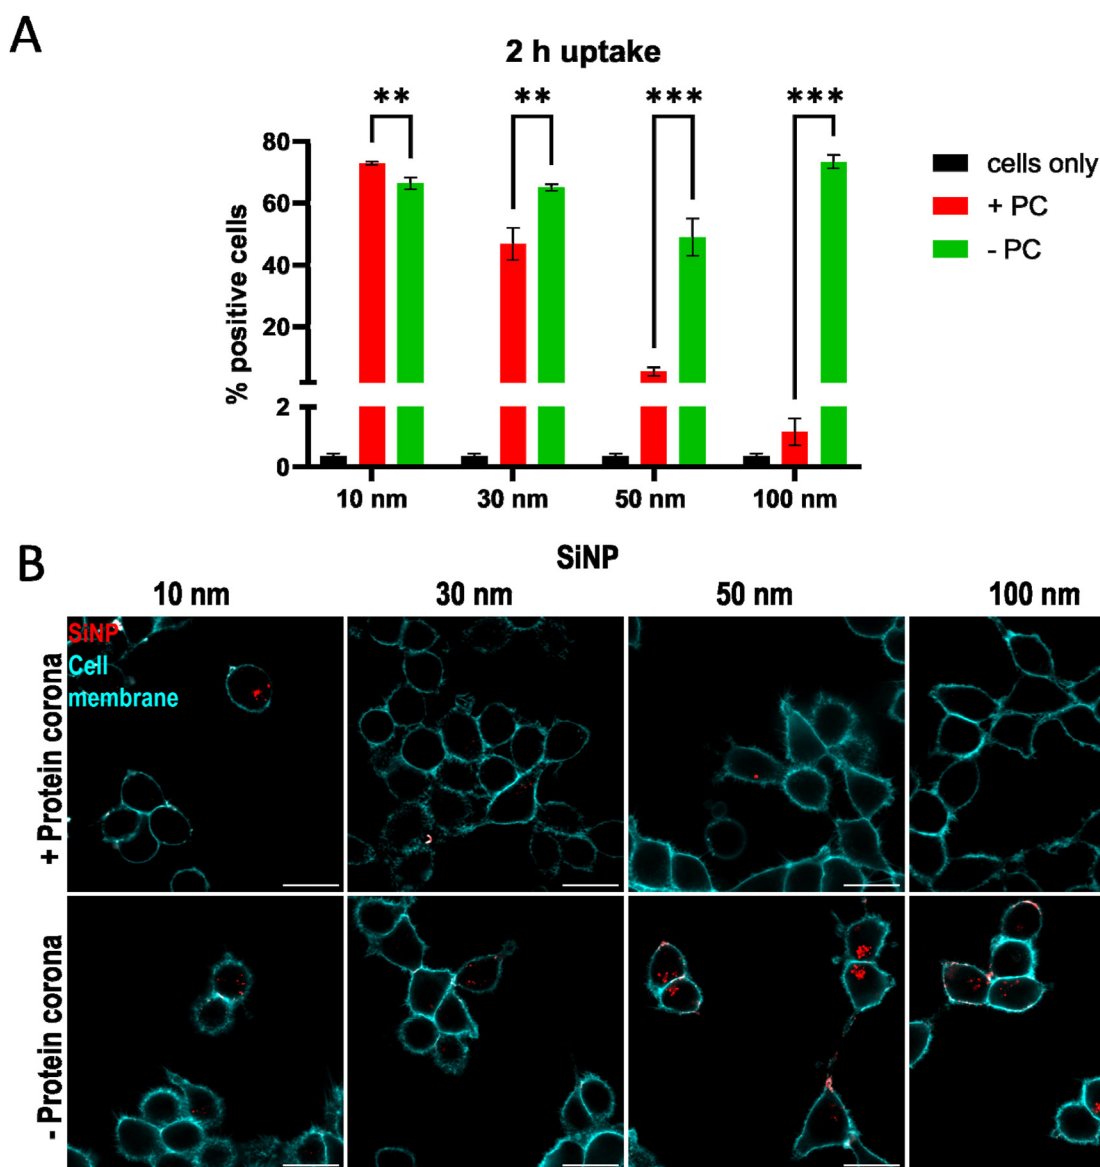 A
2 h uptake
** ** *** ***
80
60
40
20
2
0
% positive cells
10 nm 30 nm 50 nm 100 nm
cells only
+ PC
- PC
B
SiNP
10 nm 30 nm 50 nm 100 nm
+ Protein corona
SiNP
Cell
membrane
- Protein corona